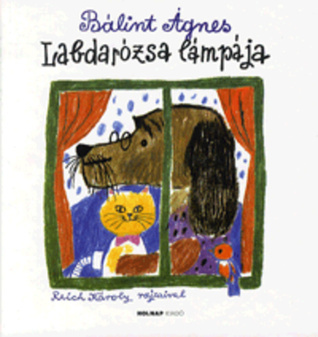 Bálint Ágnes
Labdarózsa lámpája
Reich Károly rajzaival
HOLNAP KIADÓ